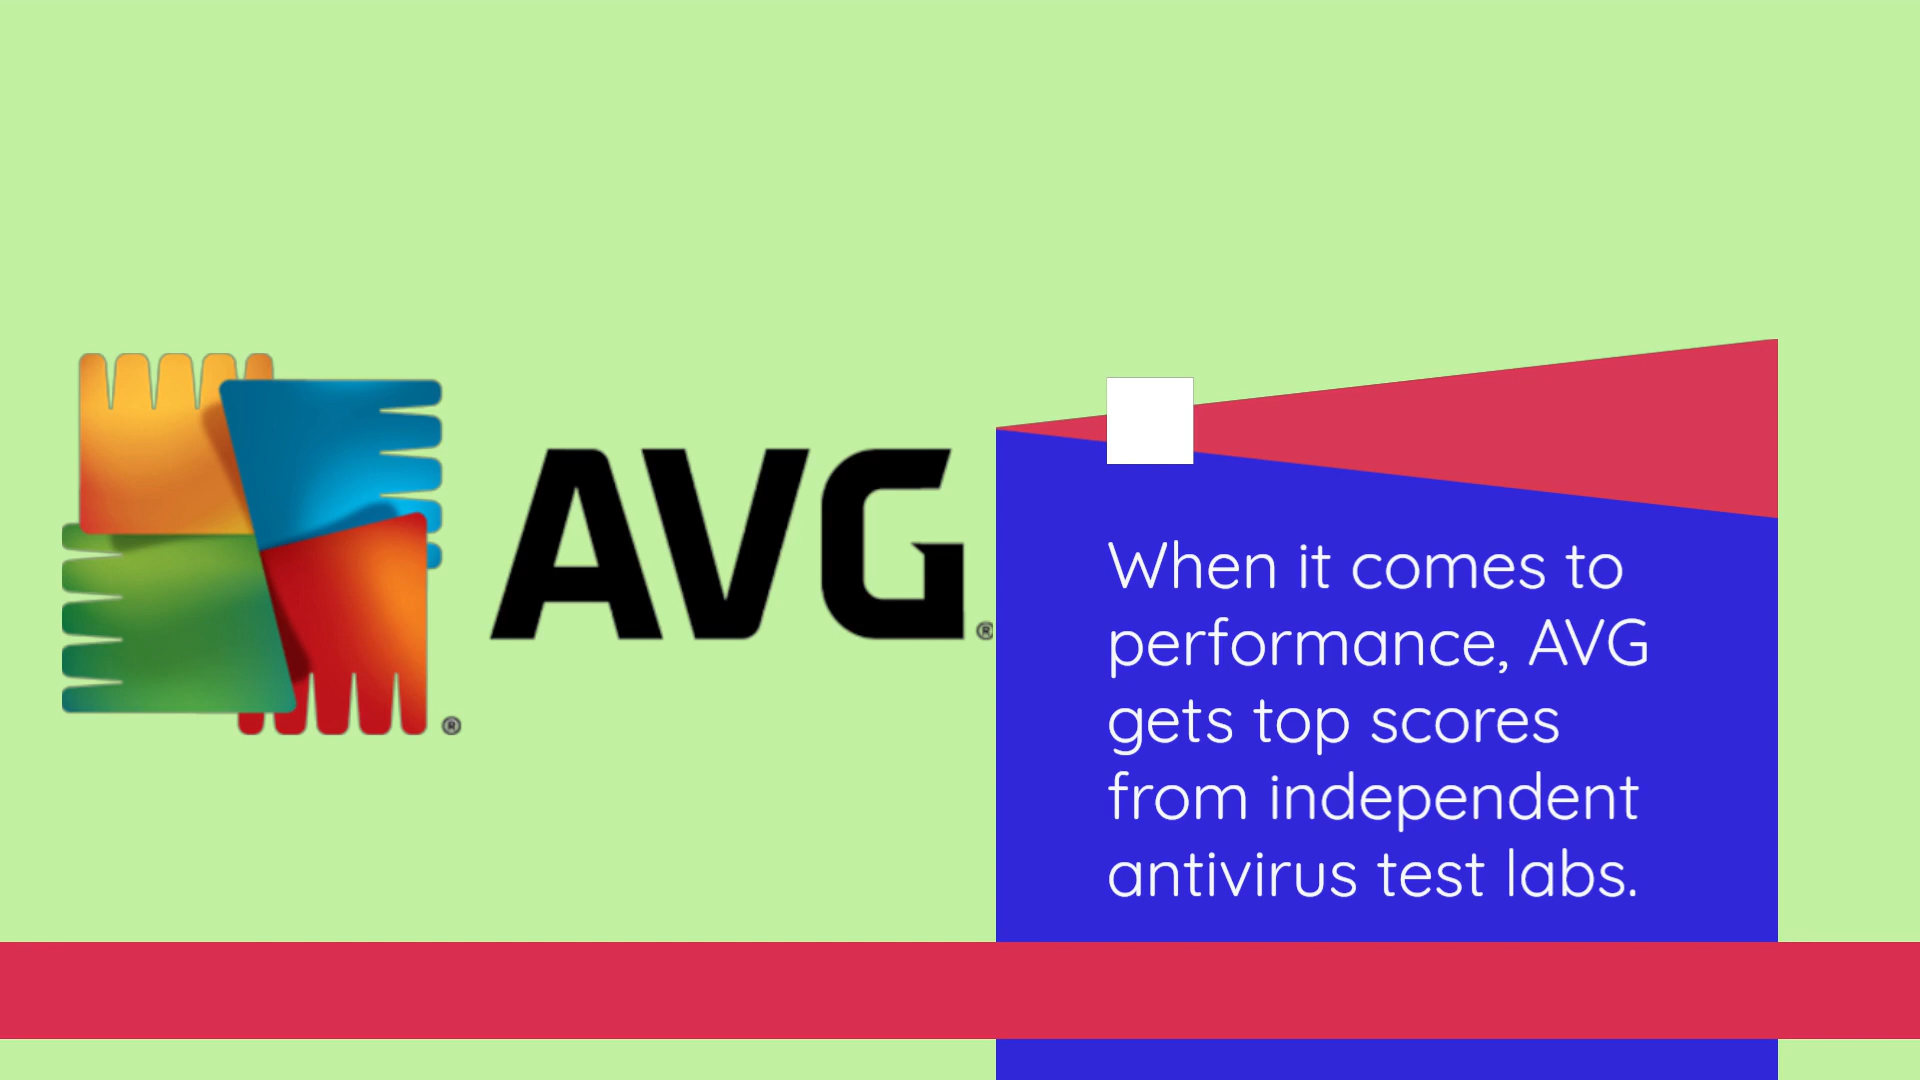 AVG®
®
When it comes to
performance, AVG
gets top scores
from independent
antivirus test labs.